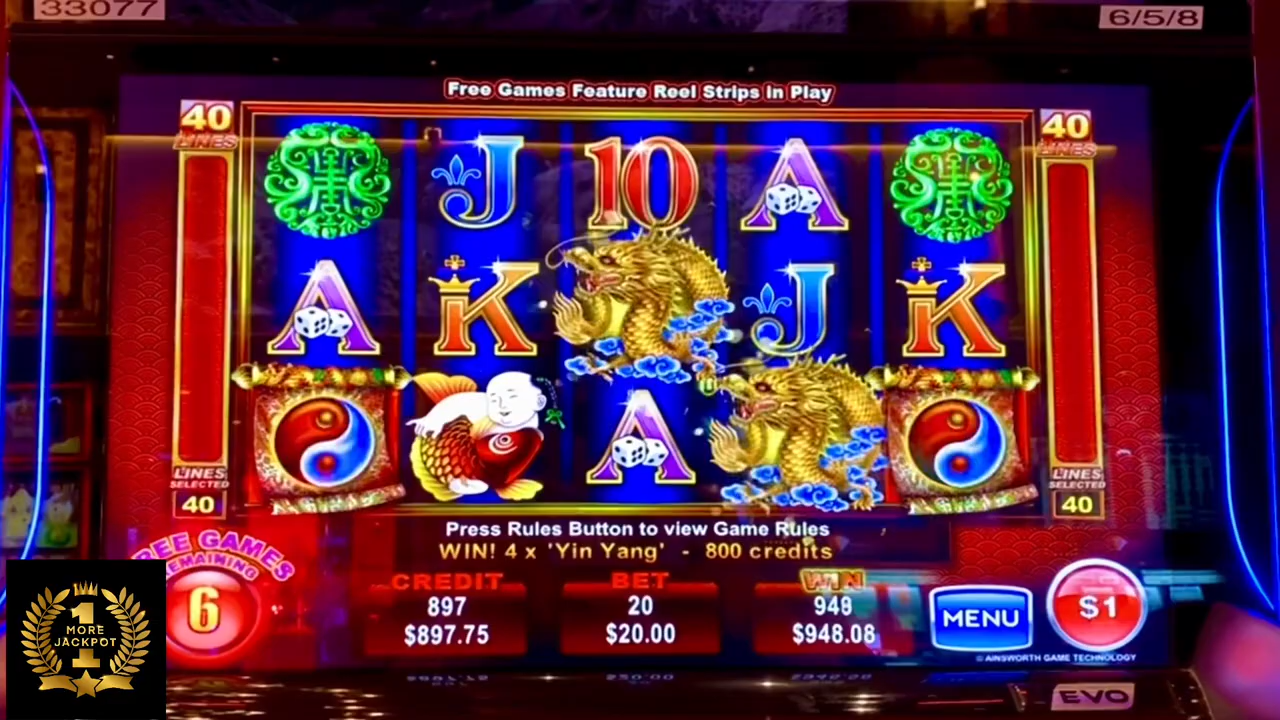 33077
6/5/8
Free Games Feature Reel Strips in Play
40
LINES
40
LINES
J
10
A
A
K
J
K
A
LINES
SELECTED
40
LINES
SELECTED
40
Press Rules Button to view Game Rules
WIN! 4 x 'Yin Yang' - 800 credits
FREE GAMES
REMAINING
6
CREDIT
897
$897.75
BET
20
$20.00
WIN
948
$948.08
MENU
$1
© AINSWORTH GAME TECHNOLOGY
EVO
1
MORE
JACKPOT